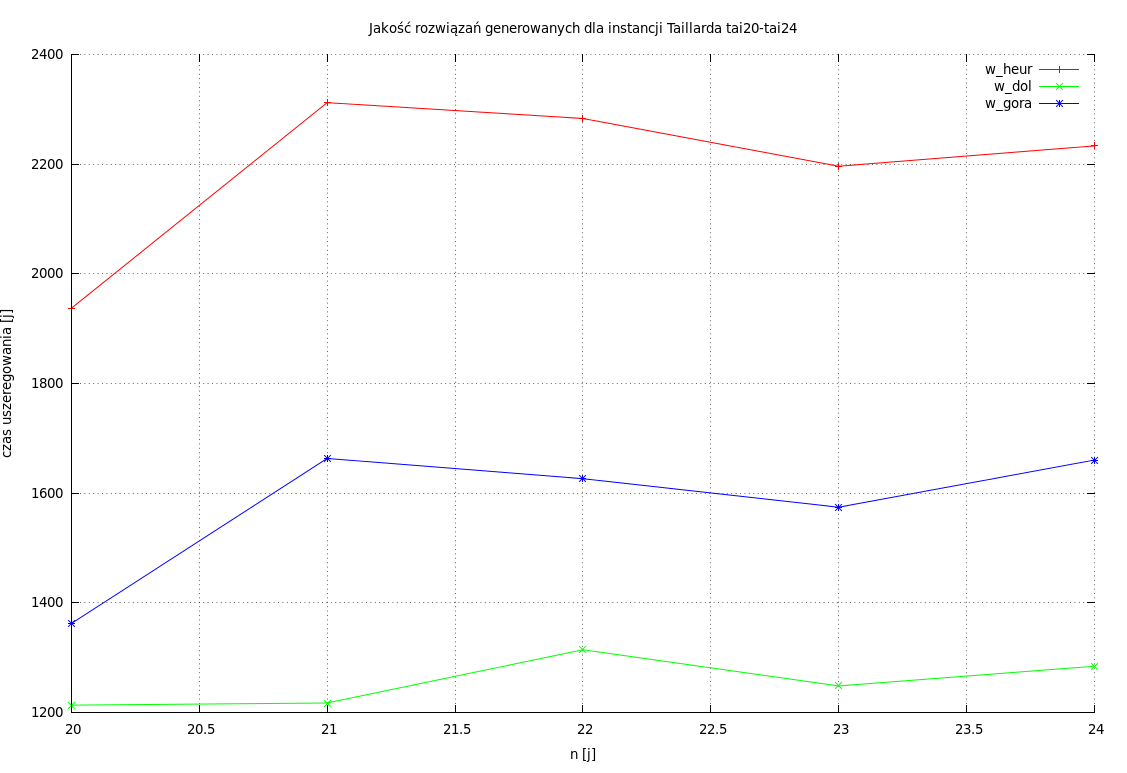 Jakość rozwiązań generowanych dla instancji Taillarda tai20-tai24
w_heur
w_dol
w_gora
2400
2200
2000
1800
1600
1400
1200
czas uszeregowania [j]
20 20.5 21 21.5 22 22.5 23 23.5 24
n [j]